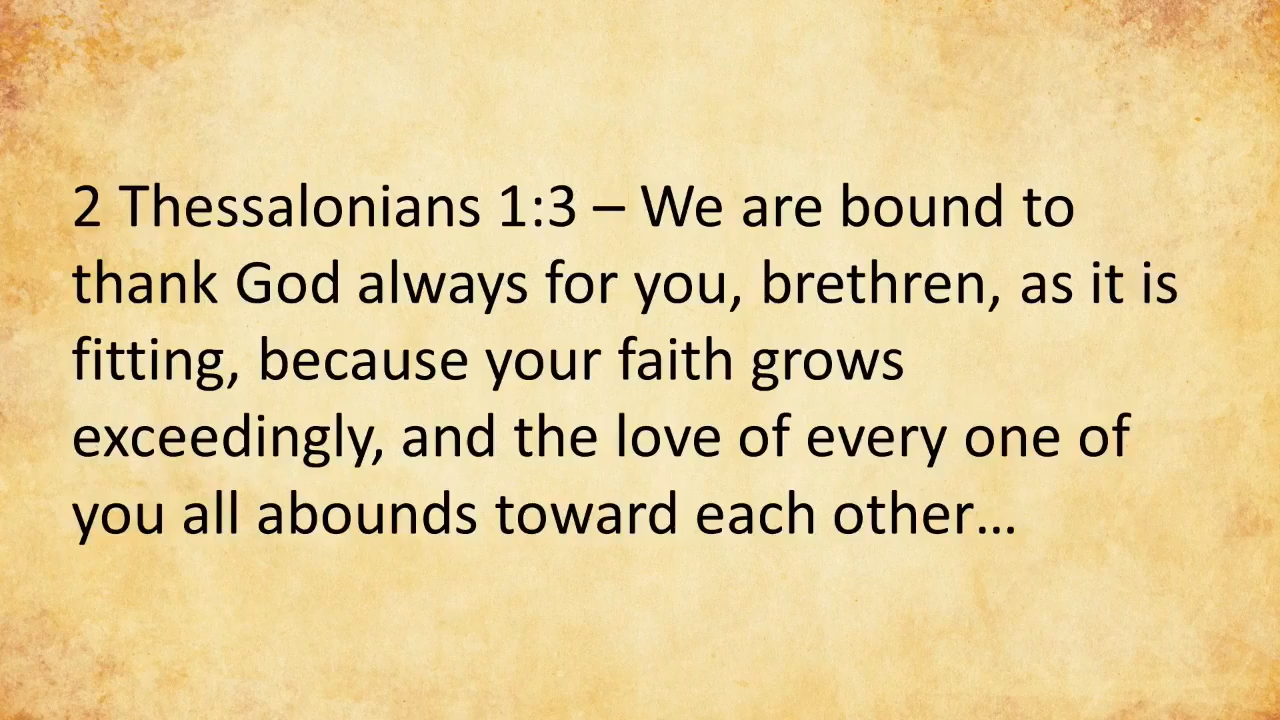 2 Thessalonians 1:3 – We are bound to
thank God always for you, brethren, as it is
fitting, because your faith grows
exceedingly, and the love of every one of
you all abounds toward each other…